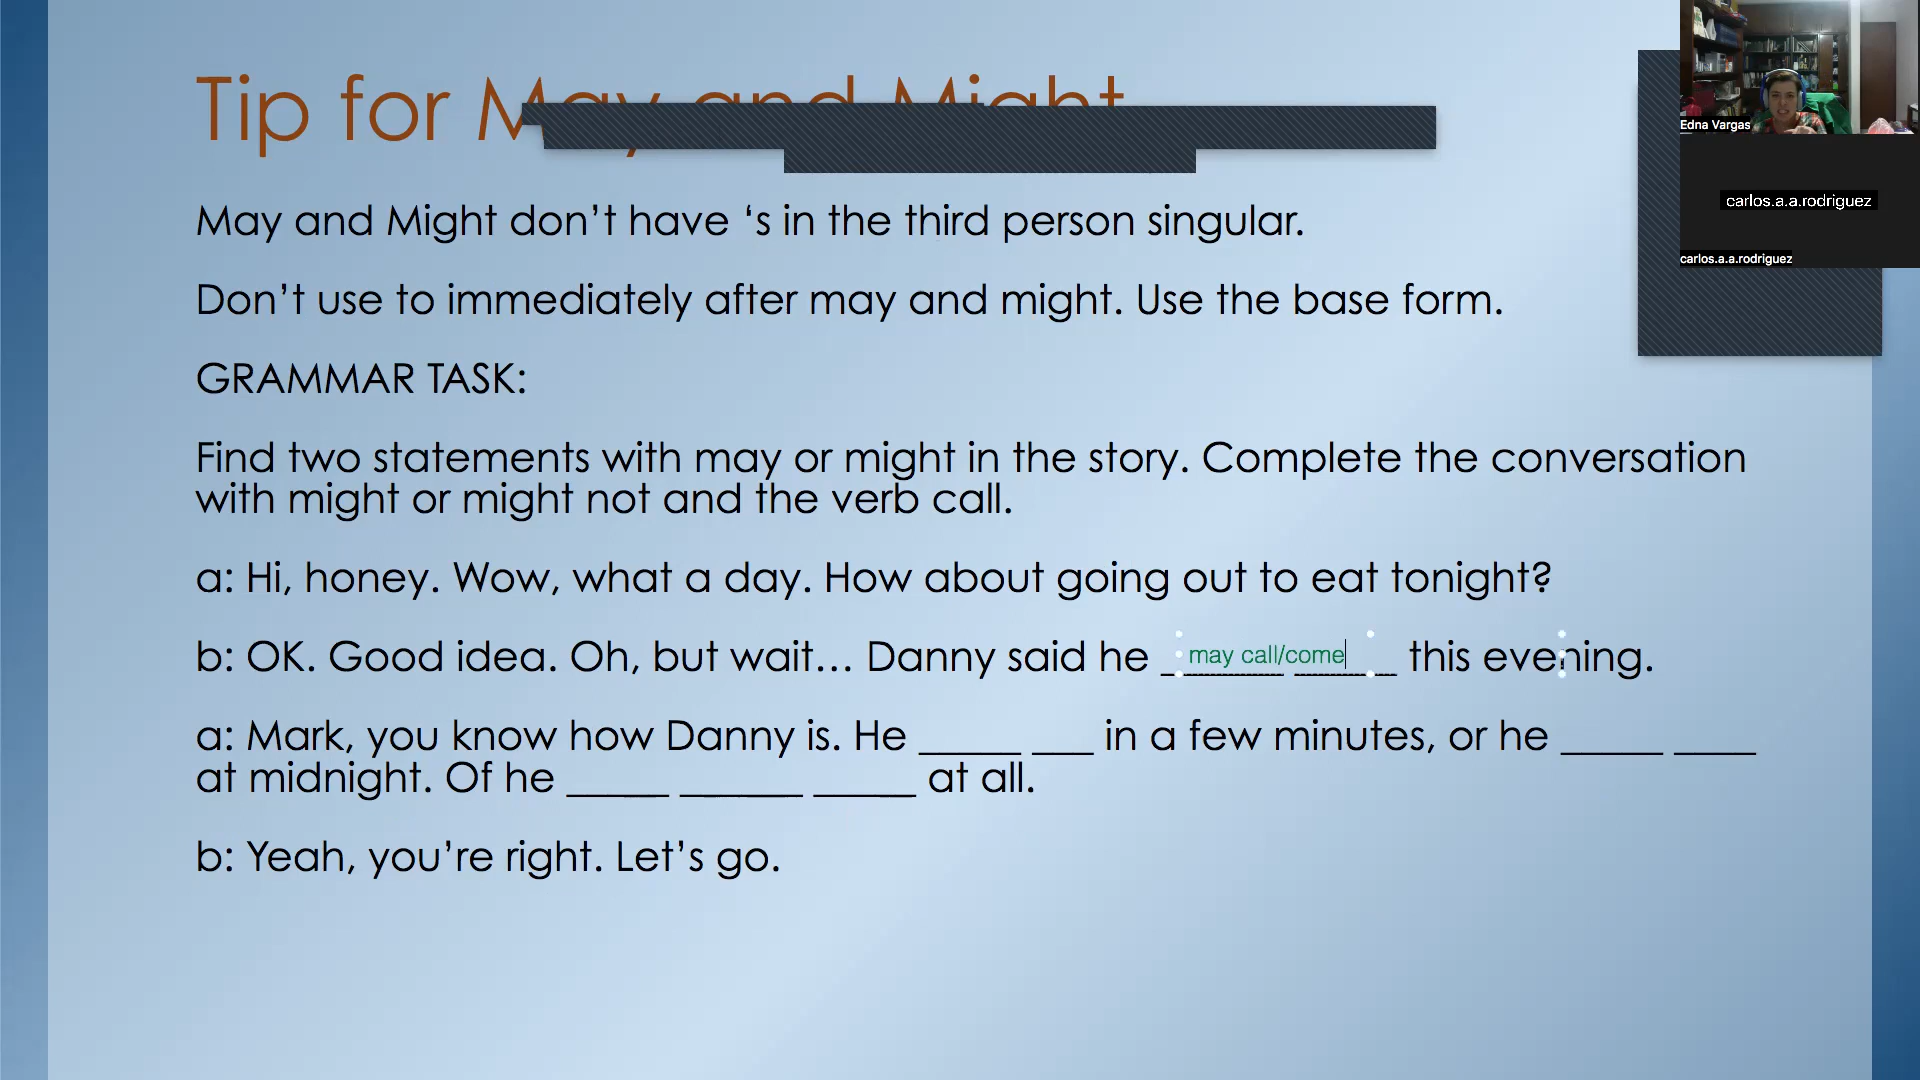 Tip for May and Might
May and Might don’t have ‘s in the third person singular.
Don’t use to immediately after may and might. Use the base form.
GRAMMAR TASK:
Find two statements with may or might in the story. Complete the conversation
with might or might not and the verb call.
a: Hi, honey. Wow, what a day. How about going out to eat tonight?
b: OK. Good idea. Oh, but wait… Danny said he may call/come this evening.
a: Mark, you know how Danny is. He _____ ___ in a few minutes, or he _____ ____
at midnight. Of he _____ ______ _____ at all.
b: Yeah, you’re right. Let’s go.
Edna Vargas
carlos.a.a.rodriguez
carlos.a.a.rodriguez